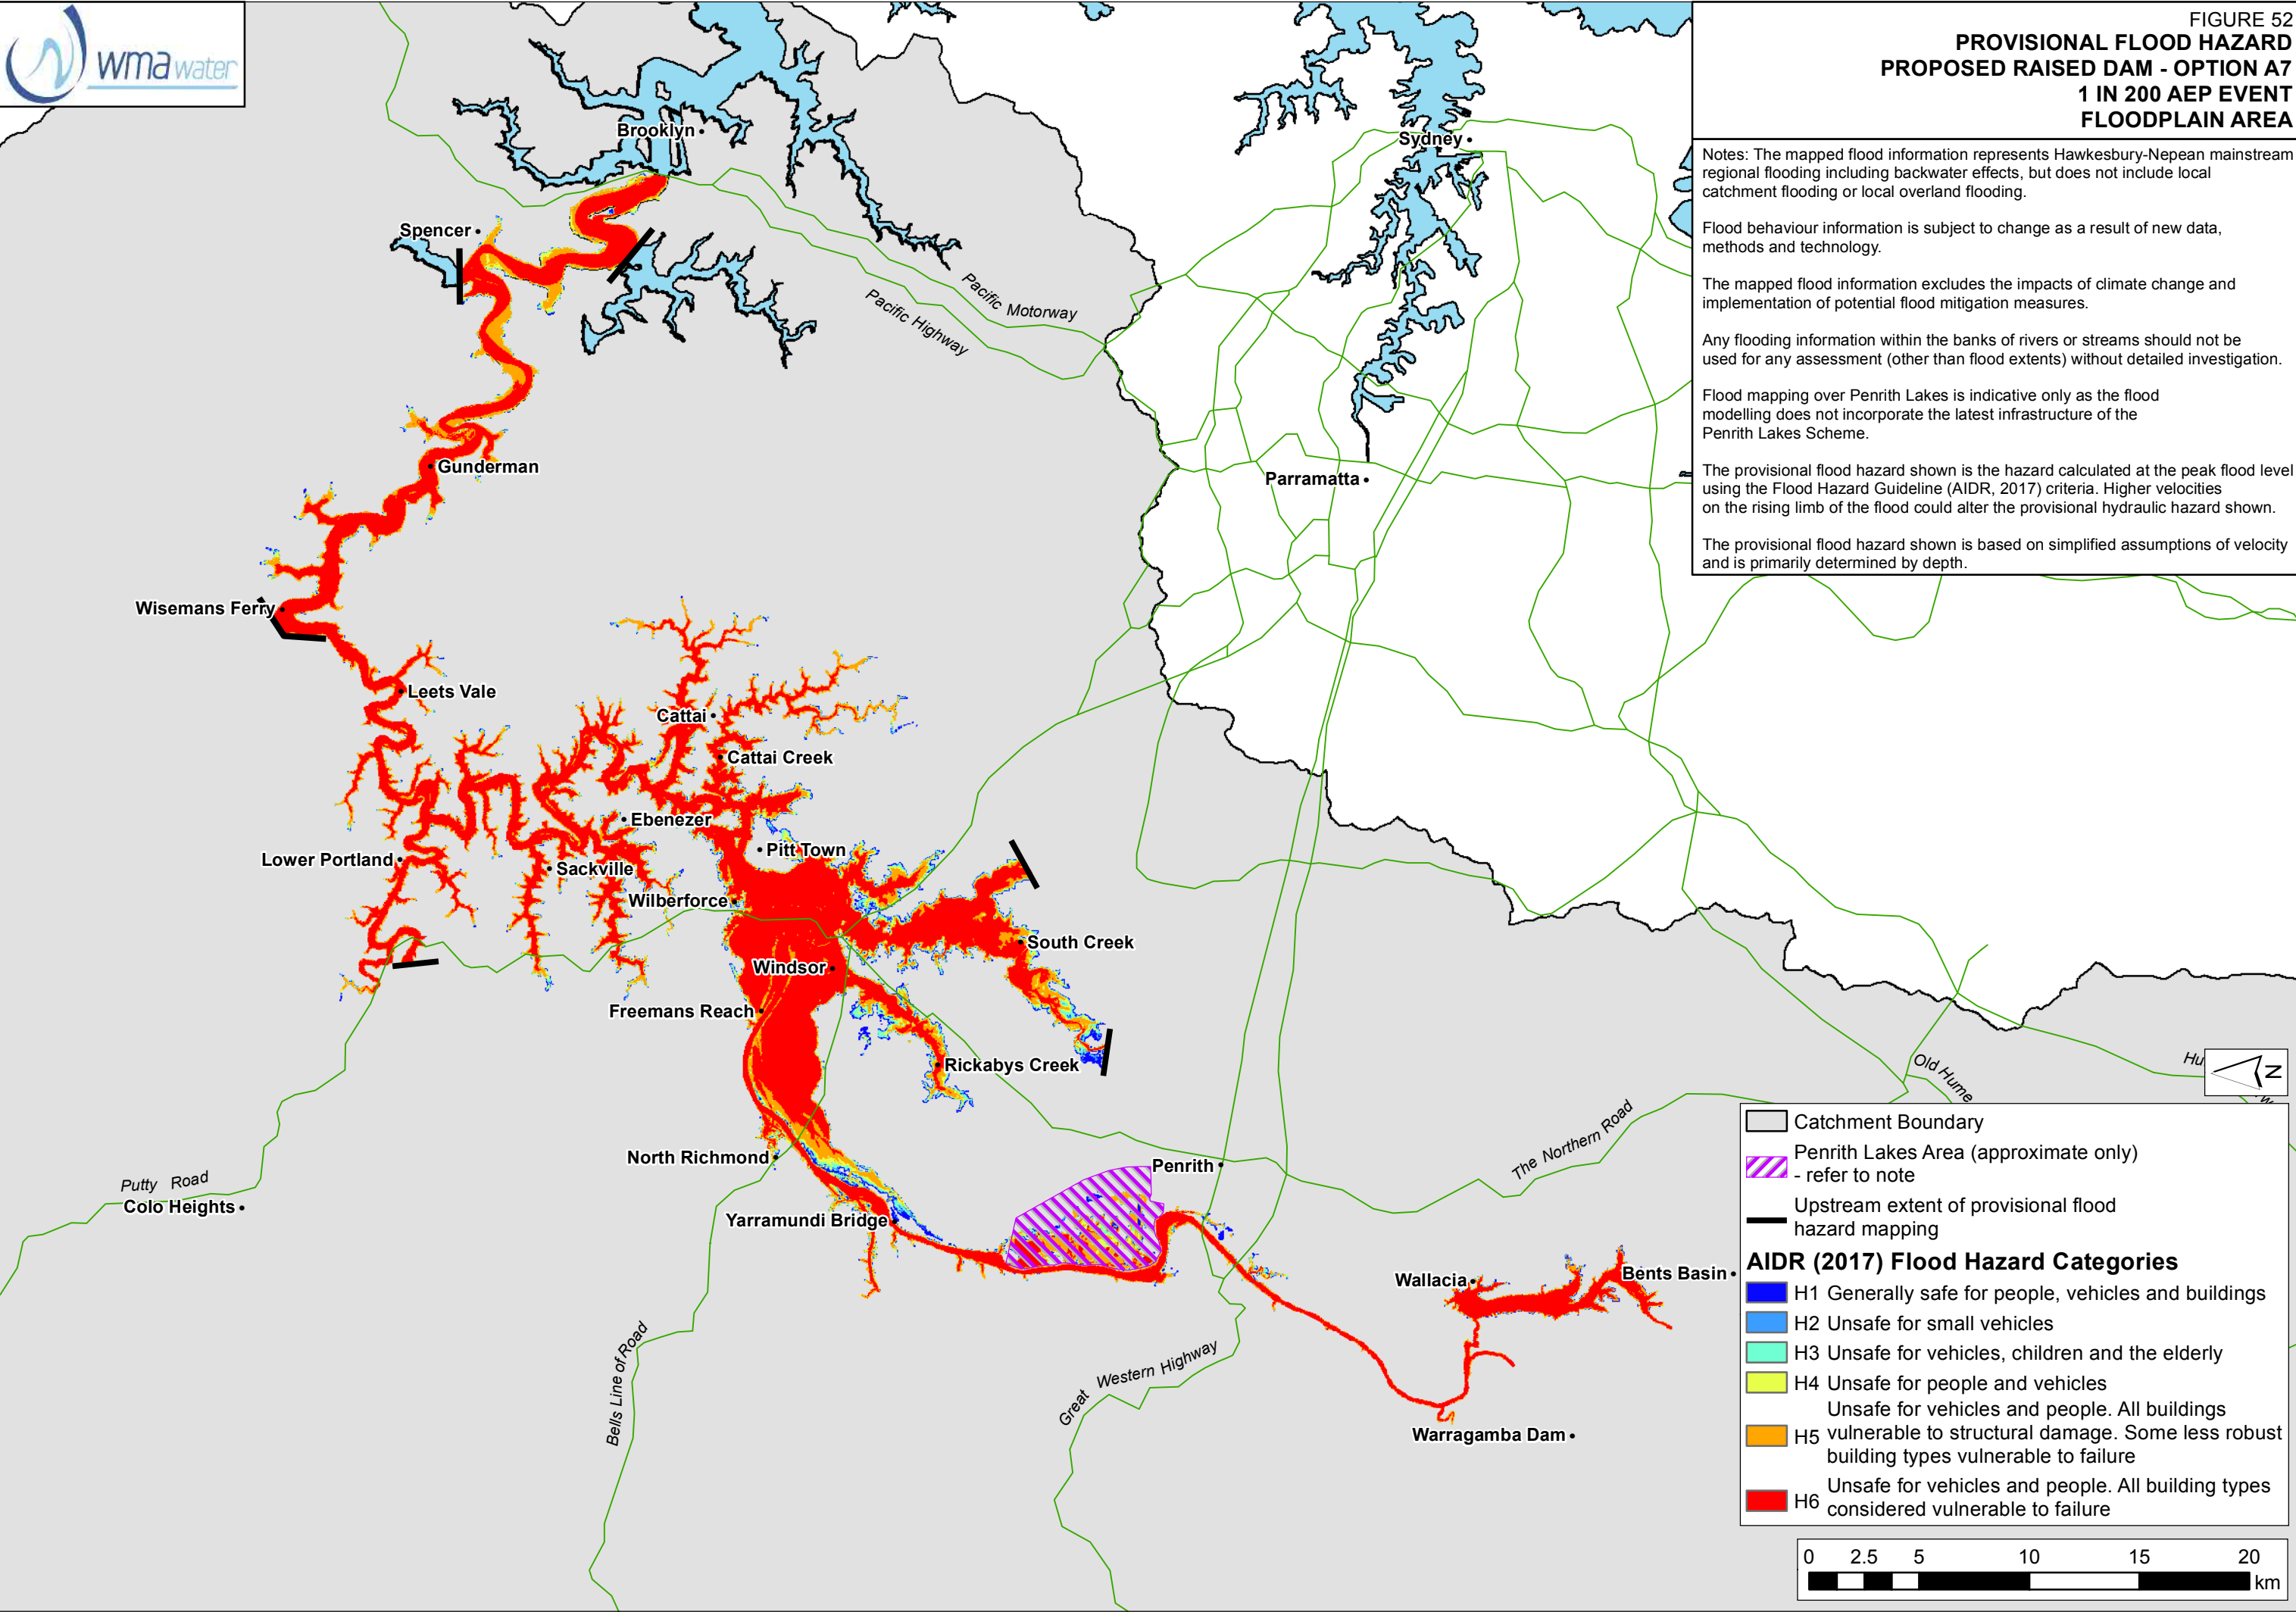 wmawater
FIGURE 52
PROVISIONAL FLOOD HAZARD
PROPOSED RAISED DAM - OPTION A7
1 IN 200 AEP EVENT
FLOODPLAIN AREA
Notes: The mapped flood information represents Hawkesbury-Nepean mainstream
regional flooding including backwater effects, but does not include local
catchment flooding or local overland flooding.
Flood behaviour information is subject to change as a result of new data,
methods and technology.
The mapped flood information excludes the impacts of climate change and
implementation of potential flood mitigation measures.
Any flooding information within the banks of rivers or streams should not be
used for any assessment (other than flood extents) without detailed investigation.
Flood mapping over Penrith Lakes is indicative only as the flood
modelling does not incorporate the latest infrastructure of the
Penrith Lakes Scheme.
The provisional flood hazard shown is the hazard calculated at the peak flood level
using the Flood Hazard Guideline (AIDR, 2017) criteria. Higher velocities
on the rising limb of the flood could alter the provisional hydraulic hazard shown.
The provisional flood hazard shown is based on simplified assumptions of velocity
and is primarily determined by depth.
Brooklyn
Sydney
Spencer
Pacific Motorway
Pacific Highway
Gunderman
Parramatta
Wisemans Ferry
Leets Vale
Cattai
Cattai Creek
Ebenezer
Pitt Town
Lower Portland
Sackville
Wilberforce
South Creek
Windsor
Freemans Reach
Rickabys Creek
North Richmond
Penrith
The Northern Road
Old Hume
Hu
N
Putty Road
Colo Heights
Yarramundi Bridge
Wallacia
Bents Basin
Bells Line of Road
Great Western Highway
Warragamba Dam
Catchment Boundary
Penrith Lakes Area (approximate only)
- refer to note
Upstream extent of provisional flood
hazard mapping
AIDR (2017) Flood Hazard Categories
H1 Generally safe for people, vehicles and buildings
H2 Unsafe for small vehicles
H3 Unsafe for vehicles, children and the elderly
H4 Unsafe for people and vehicles
Unsafe for vehicles and people. All buildings
H5 vulnerable to structural damage. Some less robust
building types vulnerable to failure
Unsafe for vehicles and people. All building types
H6 considered vulnerable to failure
0 2.5 5 10 15 20
km